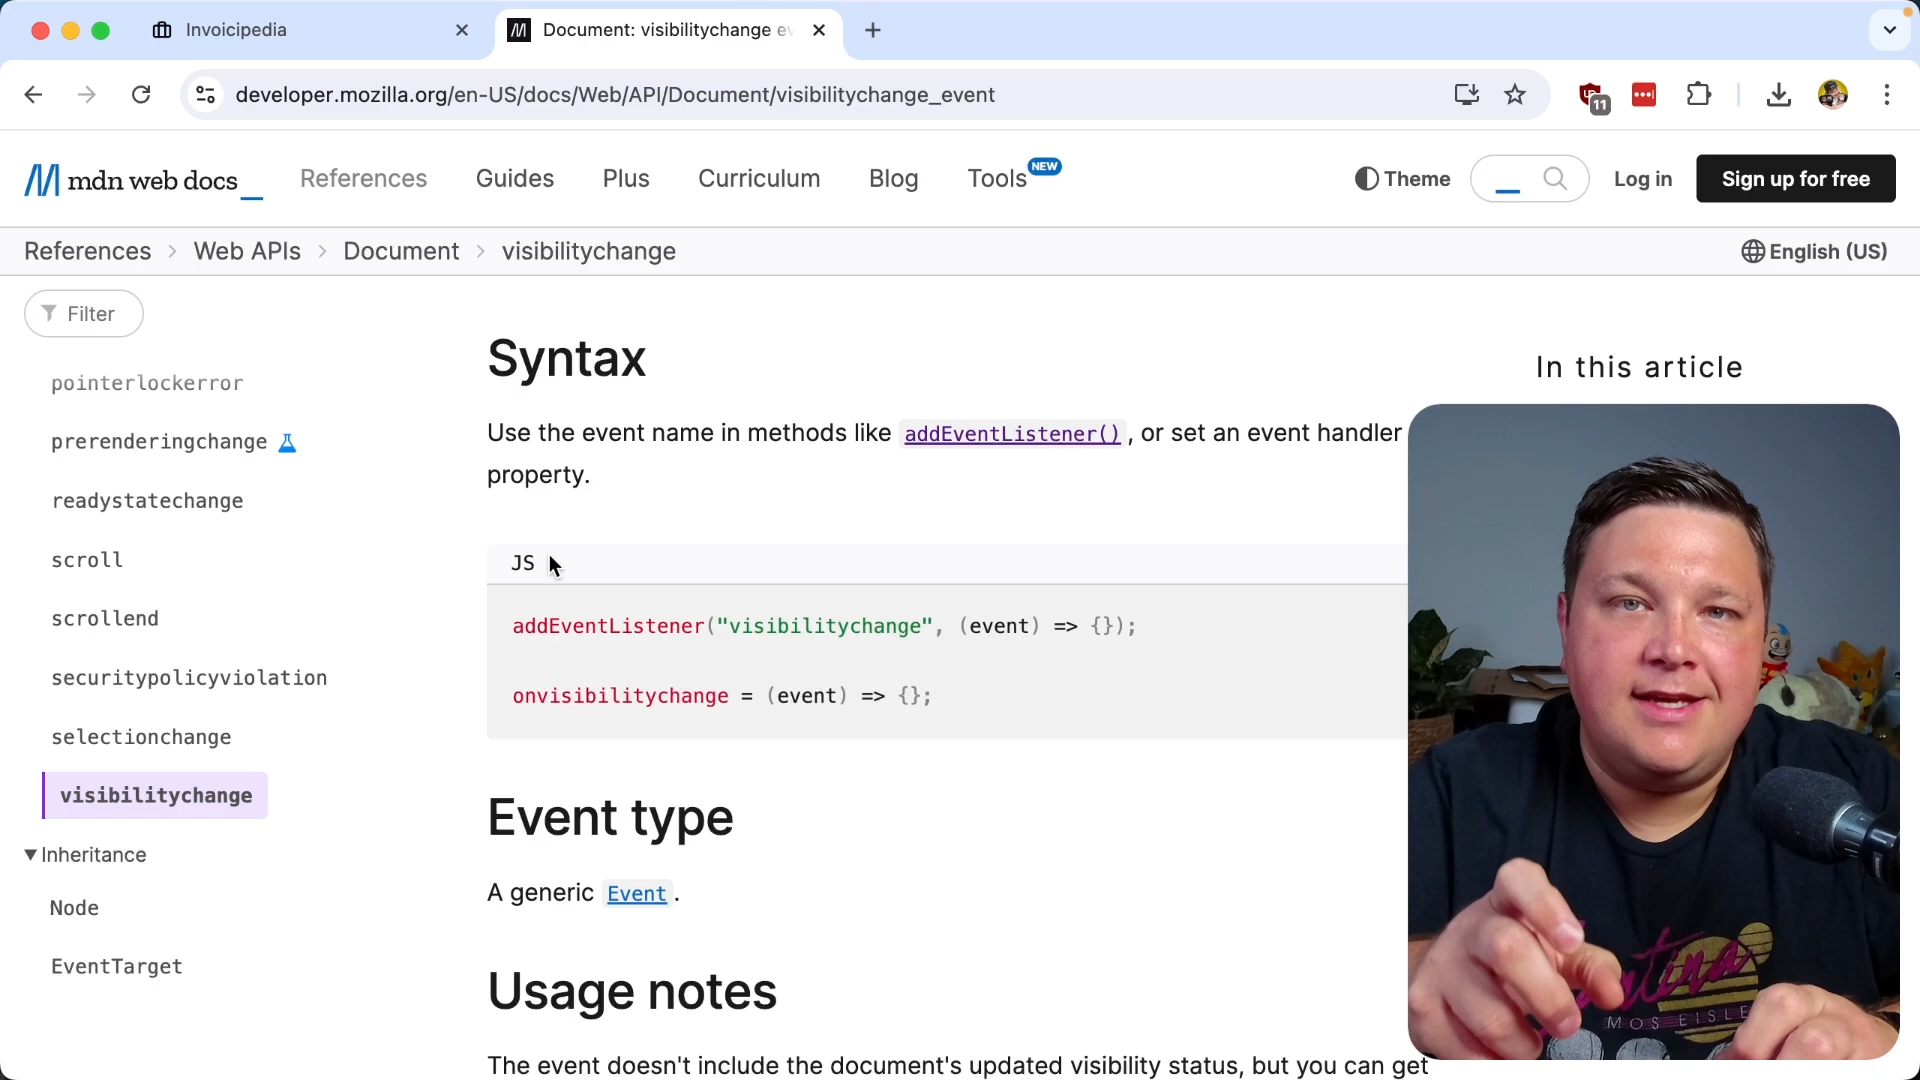 Invoicipedia
Document: visibilitychange ev
developer.mozilla.org/en-US/docs/Web/API/Document/visibilitychange_event
11
mdn web docs
References
Guides
Plus
Curriculum
Blog
Tools
NEW
Theme
Log in
Sign up for free
References > Web APIs > Document > visibilitychange
English (US)
Filter
pointerlockerror
prerenderingchange
readystatechange
scroll
scrollend
securitypolicyviolation
selectionchange
visibilitychange
Inheritance
Node
EventTarget
Syntax
Use the event name in methods like addEventListener(), or set an event handler
property.
JS
addEventListener("visibilitychange", (event) => {});
onvisibilitychange = (event) => {};
Event type
A generic Event.
Usage notes
The event doesn't include the document's updated visibility status, but you can get
In this article
MOS EISLE